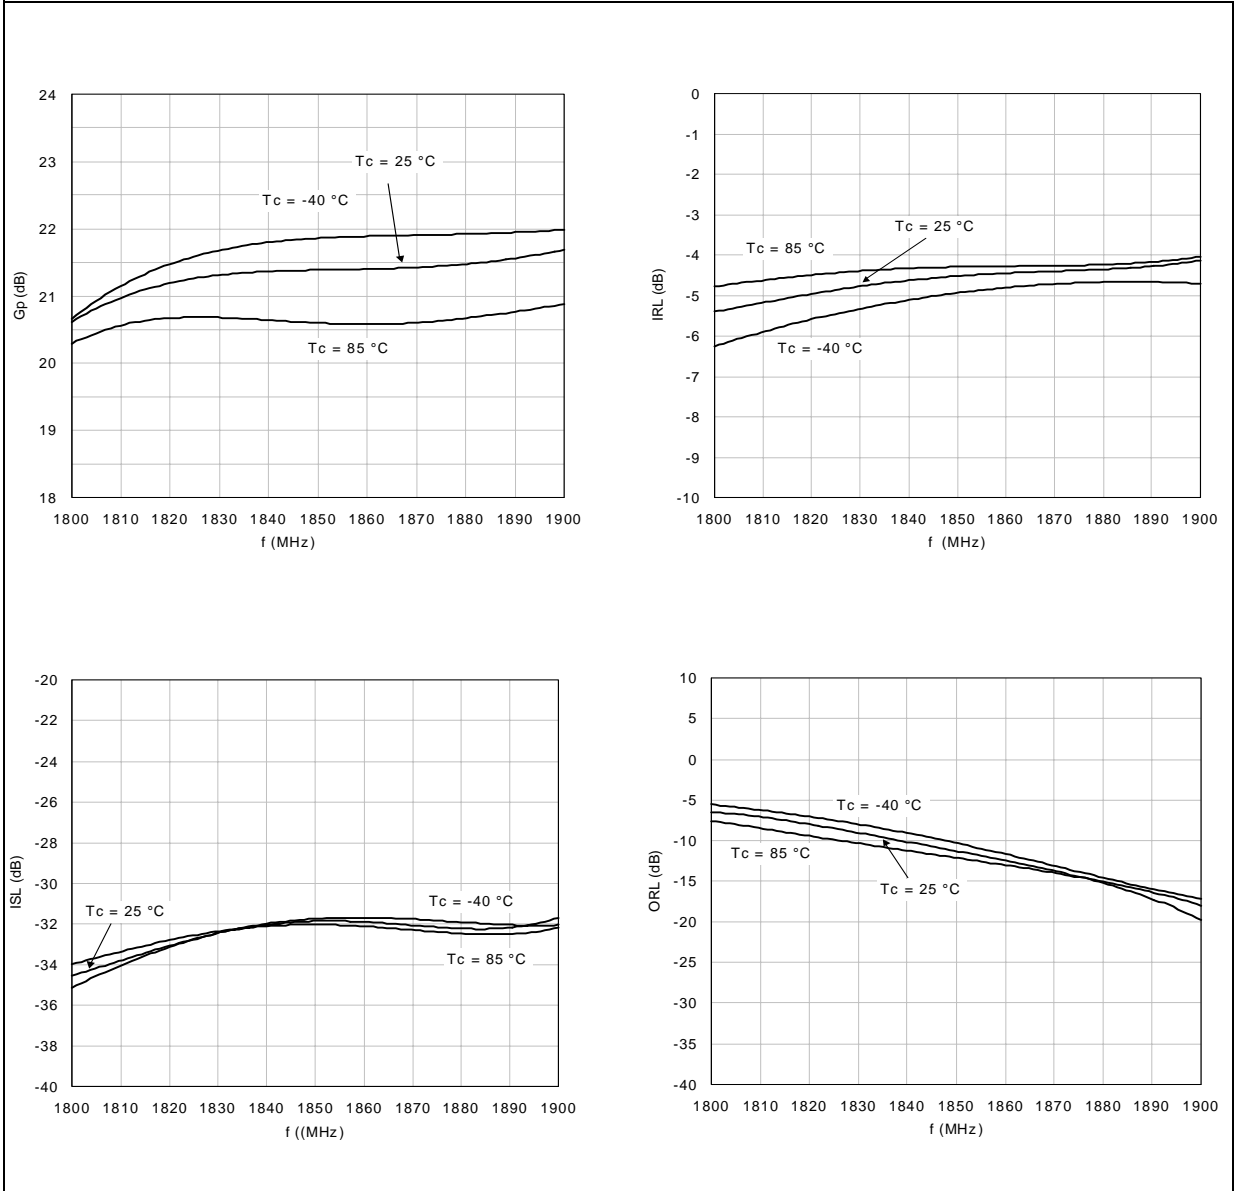 24
23
22
21
20
19
18
Gp (dB)
Tc = 25 °C
Tc = -40 °C
Tc = 85 °C
1800 1810 1820 1830 1840 1850 1860 1870 1880 1890 1900
f (MHz)
0
-1
-2
-3
-4
-5
-6
-7
-8
-9
-10
IRL (dB)
Tc = 25 °C
Tc = 85 °C
Tc = -40 °C
1800 1810 1820 1830 1840 1850 1860 1870 1880 1890 1900
f (MHz)
-20
-22
-24
-26
-28
-30
-32
-34
-36
-38
-40
ISL (dB)
Tc = -40 °C
Tc = 25 °C
Tc = 85 °C
1800 1810 1820 1830 1840 1850 1860 1870 1880 1890 1900
f ((MHz)
10
5
0
-5
-10
-15
-20
-25
-30
-35
-40
ORL (dB)
Tc = -40 °C
Tc = 85 °C
Tc = 25 °C
1800 1810 1820 1830 1840 1850 1860 1870 1880 1890 1900
f (MHz)